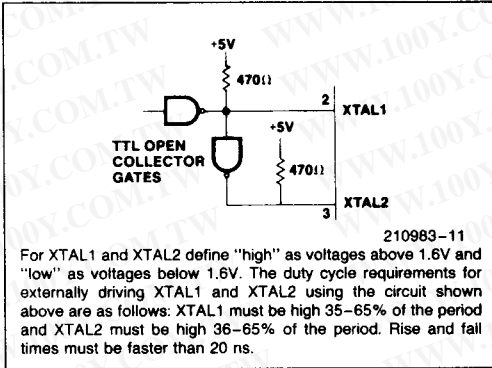 +5V
470Ω
2
XTAL1
+5V
TTL OPEN
COLLECTOR
GATES
470Ω
XTAL2
3
210983-11
For XTAL1 and XTAL2 define "high" as voltages above 1.6V and
"low" as voltages below 1.6V. The duty cycle requirements for
externally driving XTAL1 and XTAL2 using the circuit shown
above are as follows: XTAL1 must be high 35-65% of the period
and XTAL2 must be high 36-65% of the period. Rise and fall
times must be faster than 20 ns.
WWW.100Y.COM.TW